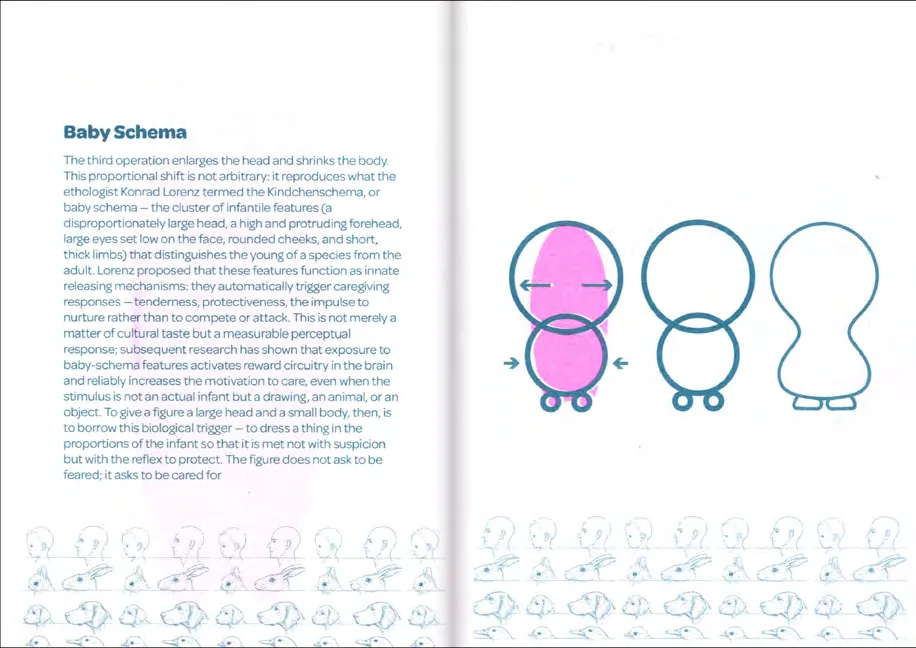 Baby Schema
The third operation enlarges the head and shrinks the body.
This proportional shift is not arbitrary: it reproduces what the
ethologist Konrad Lorenz termed the Kindchenschema, or
baby schema – the cluster of infantile features (a
disproportionately large head, a high and protruding forehead,
large eyes set low on the face, rounded cheeks, and short,
thick limbs) that distinguishes the young of a species from the
adult. Lorenz proposed that these features function as innate
releasing mechanisms: they automatically trigger caregiving
responses – tenderness, protectiveness, the impulse to
nurture rather than to compete or attack. This is not merely a
matter of cultural taste but a measurable perceptual
response; subsequent research has shown that exposure to
baby-schema features activates reward circuitry in the brain
and reliably increases the motivation to care, even when the
stimulus is not an actual infant but a drawing, an animal, or an
object. To give a figure a large head and a small body, then, is
to borrow this biological trigger – to dress a thing in the
proportions of the infant so that it is met not with suspicion
but with the reflex to protect. The figure does not ask to be
feared; it asks to be cared for